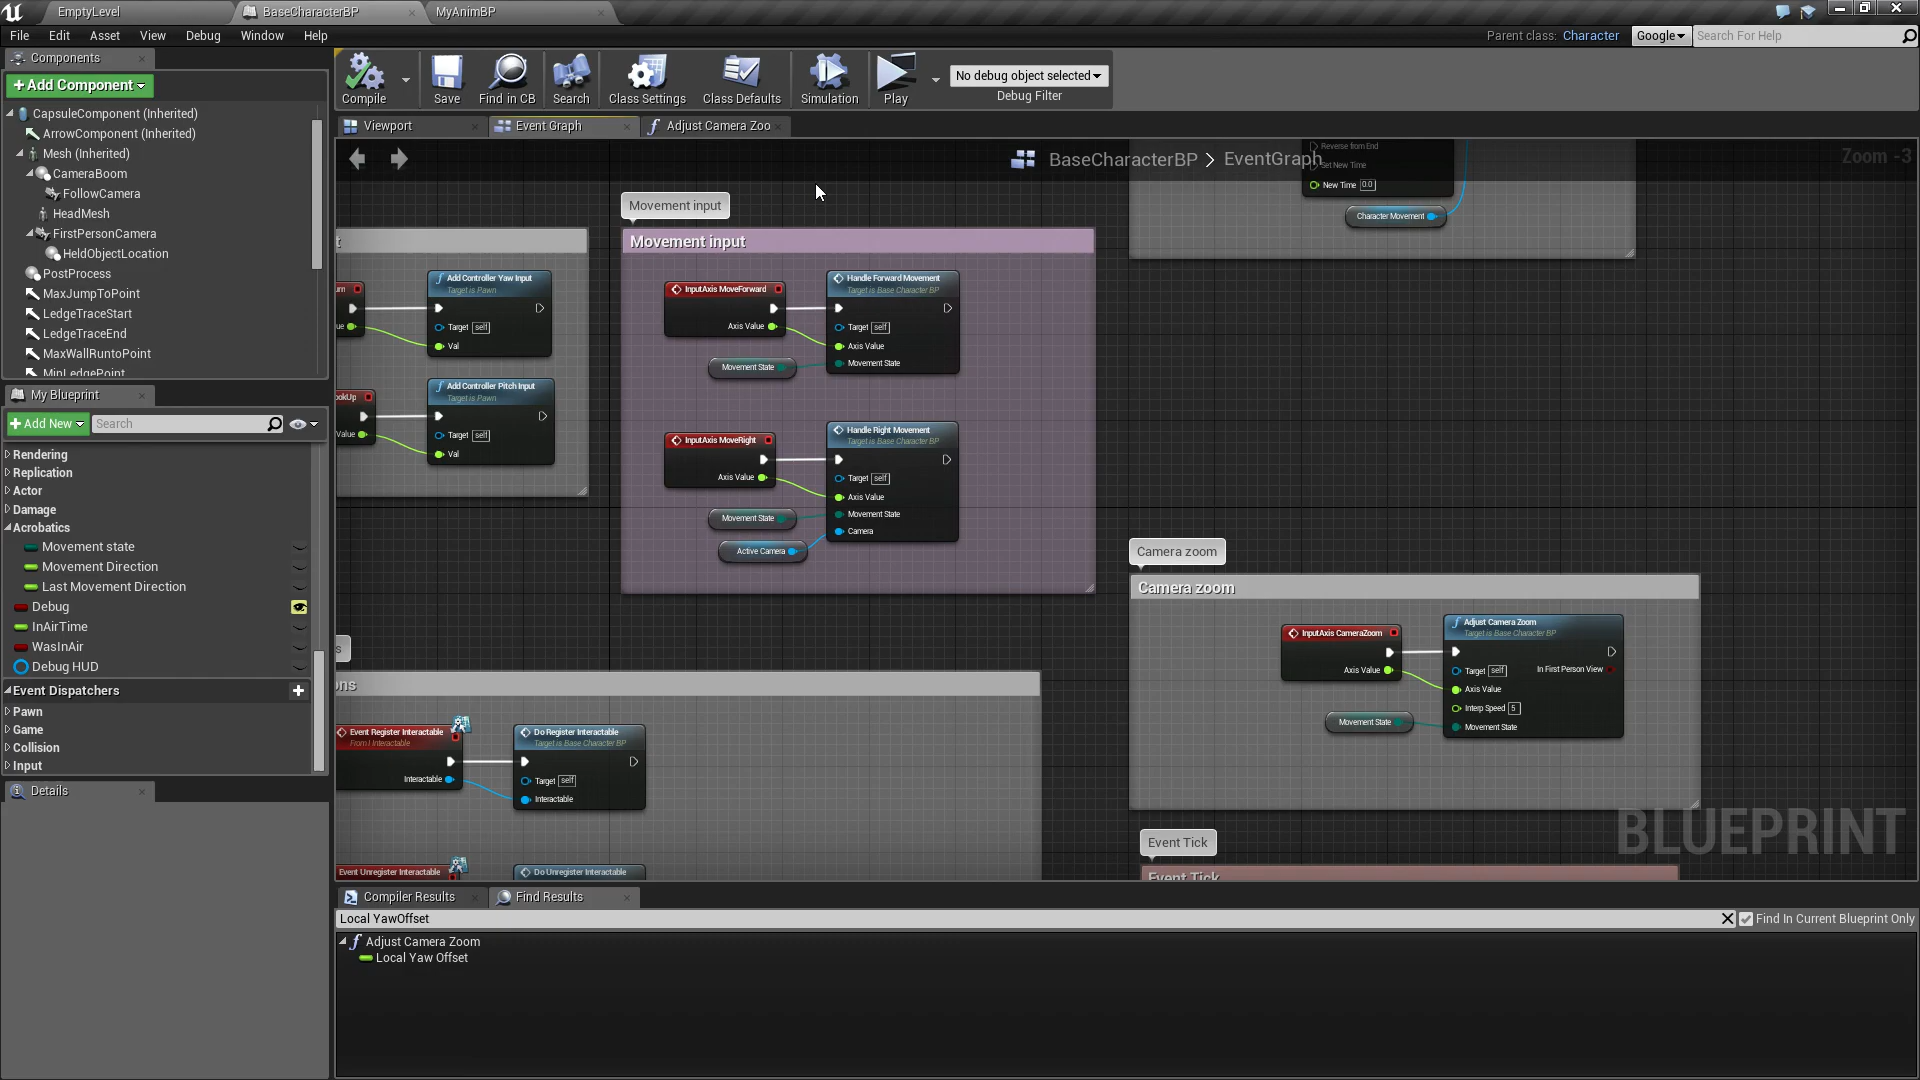 EmptyLevel
BaseCharacterBP
MyAnimBP
File Edit Asset View Debug Window Help
Parent class: Character
Google
Search For Help
Components
+Add Component
CapsuleComponent (Inherited)
ArrowComponent (Inherited)
Mesh (Inherited)
CameraBoom
FollowCamera
HeadMesh
FirstPersonCamera
HeldObjectLocation
PostProcess
MaxJumpToPoint
LedgeTraceStart
LedgeTraceEnd
MaxWallRuntoPoint
MinLedgePoint
My Blueprint
+Add New
Search
Rendering
Replication
Actor
Damage
Acrobatics
Movement state
Movement Direction
Last Movement Direction
Debug
InAirTime
WasInAir
Debug HUD
Event Dispatchers
Pawn
Game
Collision
Input
Details
Compile
Save
Find in CB
Search
Class Settings
Class Defaults
Simulation
Play
No debug object selected
Debug Filter
Viewport
Event Graph
Adjust Camera Zoo
BaseCharacterBP > EventGraph
Zoom -3
Reverse from End
Set New Time
New Time 0.0
Character Movement
t
um
ue
Add Controller Yaw Input
Target is Pawn
Target self
Val
ookUp
Value
Add Controller Pitch Input
Target is Pawn
Target self
Val
Movement input
Movement input
InputAxis MoveForward
Axis Value
Movement State
Handle Forward Movement
Target is Base Character BP
Target self
Axis Value
Movement State
InputAxis MoveRight
Axis Value
Movement State
Active Camera
Handle Right Movement
Target is Base Character BP
Target self
Axis Value
Movement State
Camera
Camera zoom
Camera zoom
InputAxis CameraZoom
Axis Value
Movement State
Adjust Camera Zoom
Target is Base Character BP
Target self
In First Person View
Axis Value
Interp Speed 5
Movement State
s
ons
Event Register Interactable
From I Interactable
Interactable
Do Register Interactable
Target is Base Character BP
Target self
Interactable
Event Unregister Interactable
Do Unregister Interactable
Event Tick
Event Tick
BLUEPRINT
Compiler Results
Find Results
Local YawOffset
Find In Current Blueprint Only
Adjust Camera Zoom
Local Yaw Offset